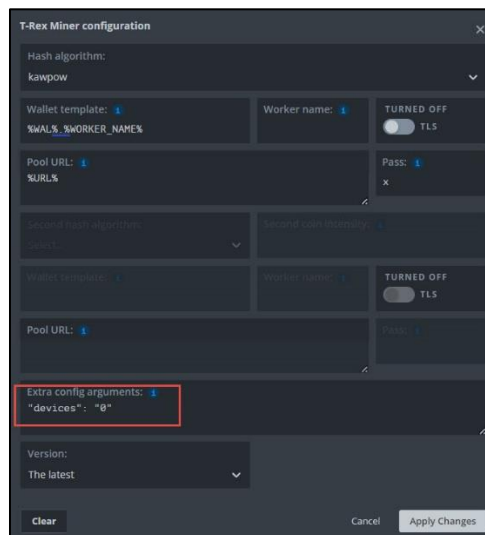 T-Rex Miner configuration
Hash algorithm:
kawpow
Wallet template:
%WAL%.%WORKER_NAME%
Worker name:
TURNED OFF
TLS
Pool URL:
%URL%
Pass:
x
Second hash algorithm:
Select
Second coin intensity:
Wallet template:
Worker name:
TURNED OFF
TLS
Pool URL:
Pass:
Extra config arguments:
"devices": "0"
Version:
The latest
Clear
Cancel
Apply Changes